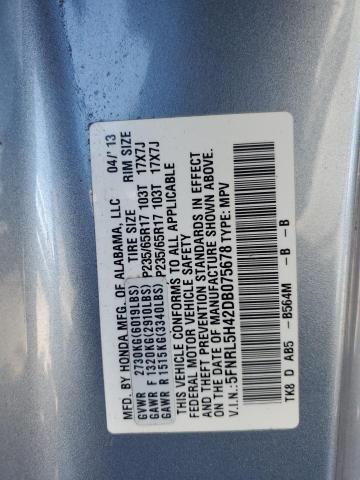 MFD. BY HONDA MFG. OF ALABAMA, LLC 04/'13
TIRE SIZE RIM SIZE
GVWR 2730KG(6019LBS)
GAWR F 1320KG(2910LBS) P235/65R17 103T 17X7J
GAWR R 1515KG(3340LBS) P235/65R17 103T 17X7J
THIS VEHICLE CONFORMS TO ALL APPLICABLE
FEDERAL MOTOR VEHICLE SAFETY
AND THEFT PREVENTION STANDARDS IN EFFECT
ON THE DATE OF MANUFACTURE SHOWN ABOVE.
V.I.N.: 5FNRL5H42DB075678 TYPE: MPV
TK8 D AB5 -B564M -B -B